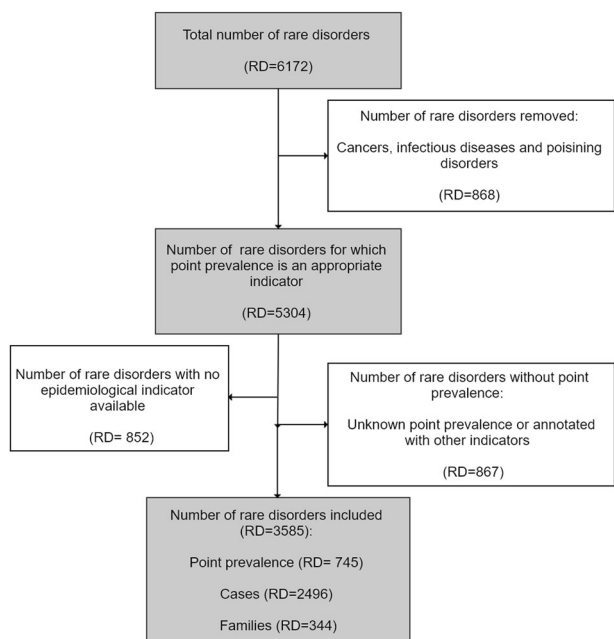 Total number of rare disorders
(RD=6172)
Number of rare disorders removed:
Cancers, infectious diseases and poisining
disorders
(RD=868)
Number of rare disorders for which
point prevalence is an appropriate
indicator
(RD=5304)
Number of rare disorders with no
epidemiological indicator
available
(RD= 852)
Number of rare disorders without point
prevalence:
Unknown point prevalence or annotated
with other indicators
(RD=867)
Number of rare disorders included
(RD=3585):
Point prevalence (RD= 745)
Cases (RD=2496)
Families (RD=344)